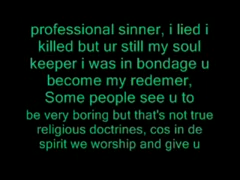 professional sinner, i lied i
killed but ur still my soul
keeper i was in bondage u
become my redemer,
Some people see u to
be very boring but that's not true
religious doctrines, cos in de
spirit we worship and give u